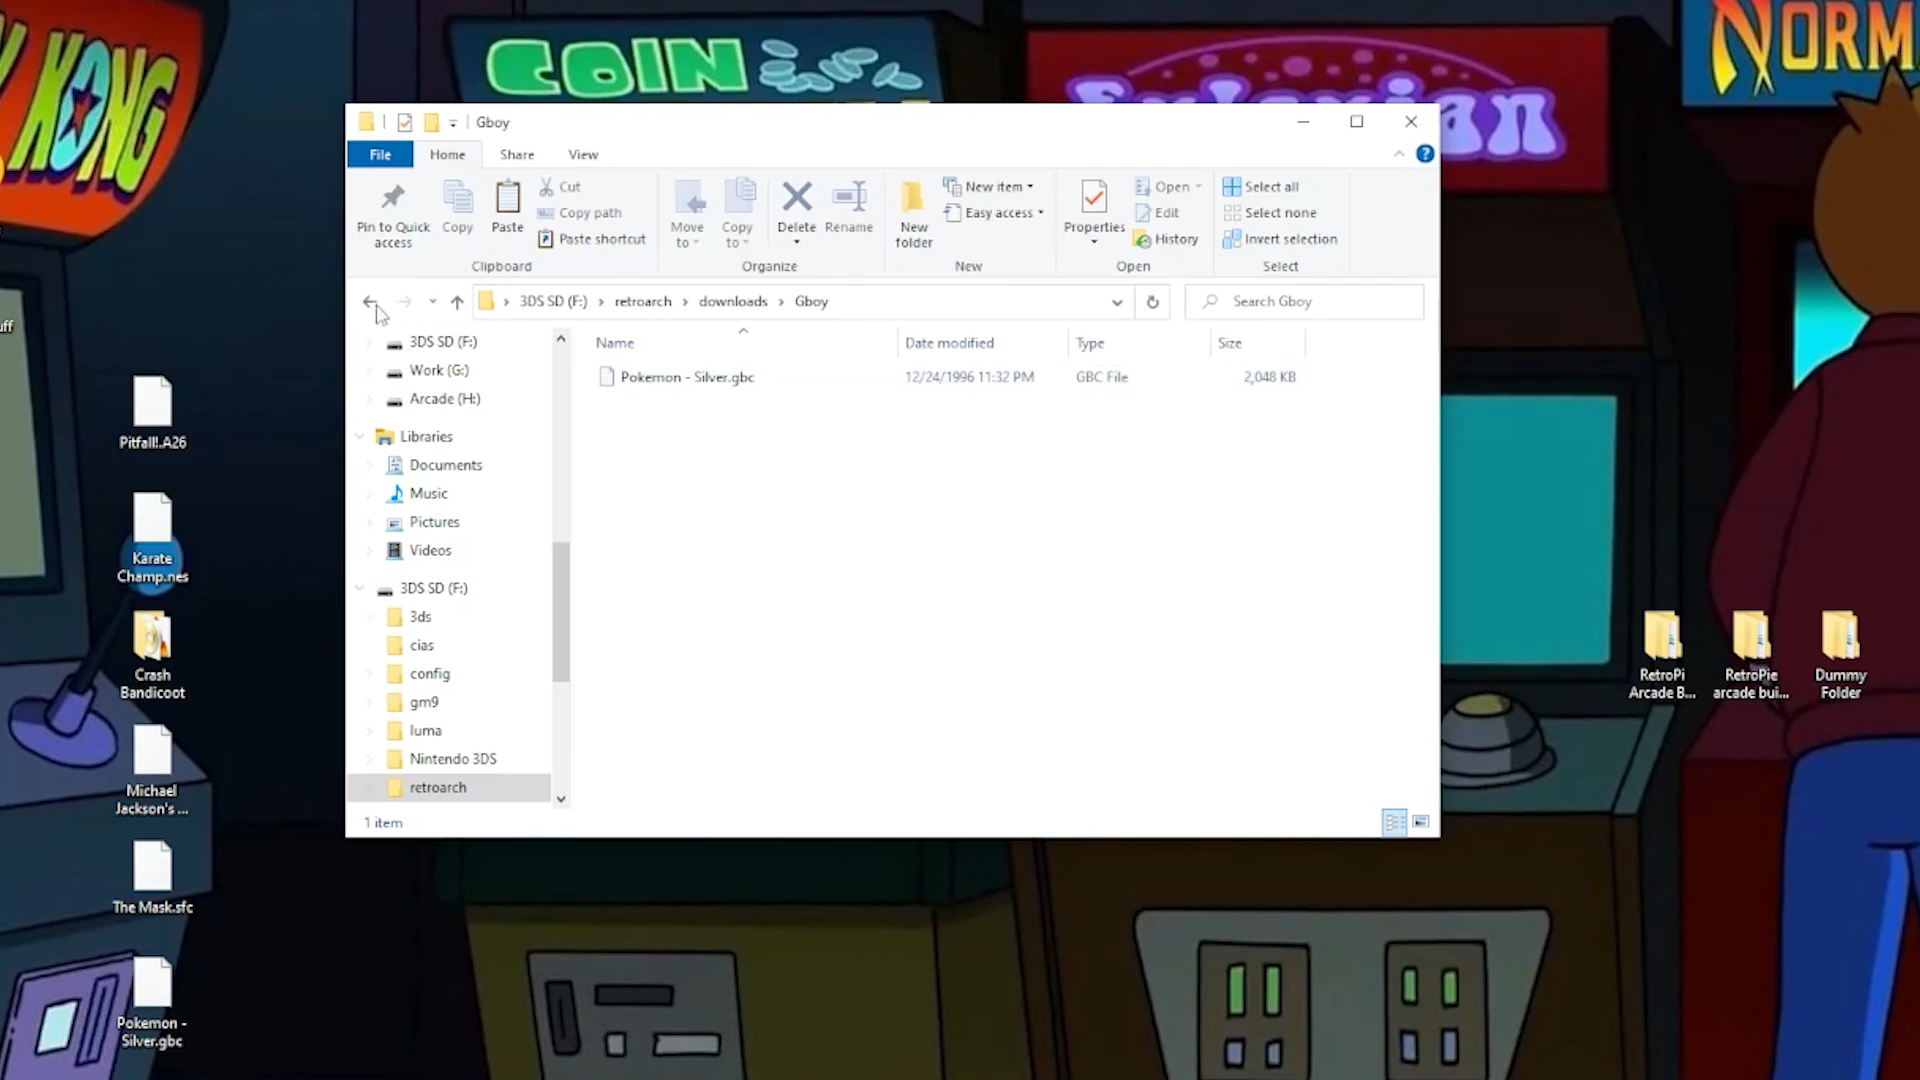 KONG
COIN
NORM
Gboy
File
Home
Share
View
Pin to Quick access
Copy
Paste
Cut
Copy path
Paste shortcut
Clipboard
Move to
Copy to
Delete
Rename
Organize
New folder
New item
Easy access
New
Properties
Open
Edit
History
Open
Select all
Select none
Invert selection
Select
3DS SD (F:) › retroarch › downloads › Gboy
Search Gboy
Name
Date modified
Type
Size
Pokemon - Silver.gbc
12/24/1996 11:32 PM
GBC File
2,048 KB
3DS SD (F:)
Work (G:)
Arcade (H:)
Libraries
Documents
Music
Pictures
Videos
3DS SD (F:)
3ds
cias
config
gm9
luma
Nintendo 3DS
retroarch
1 item
uff
Pitfall!.A26
Karate
Champ.nes
Crash
Bandicoot
Michael
Jackson's ...
The Mask.sfc
Pokemon -
Silver.gbc
RetroPi
Arcade B...
RetroPie
arcade bui...
Dummy
Folder